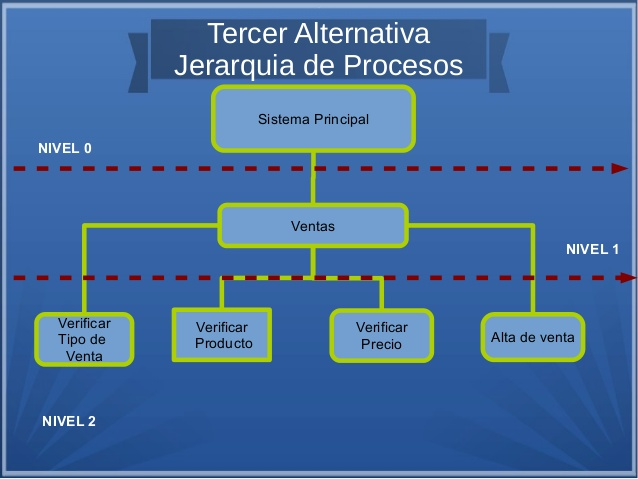 Tercer Alternativa
Jerarquia de Procesos
Sistema Principal
NIVEL 0
Ventas
NIVEL 1
Verificar
Tipo de
Venta
Verificar
Producto
Verificar
Precio
Alta de venta
NIVEL 2